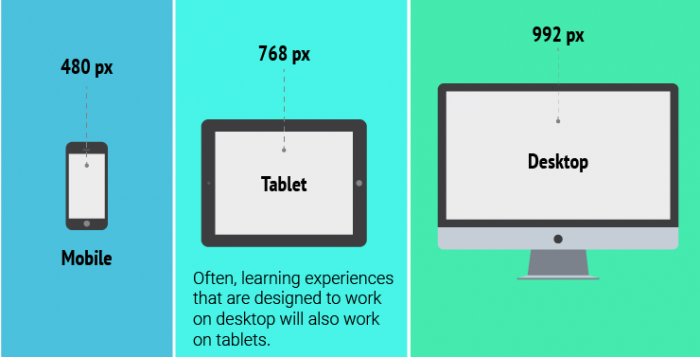 480 px
Mobile
768 px
Tablet
Often, learning experiences
that are designed to work
on desktop will also work
on tablets.
992 px
Desktop